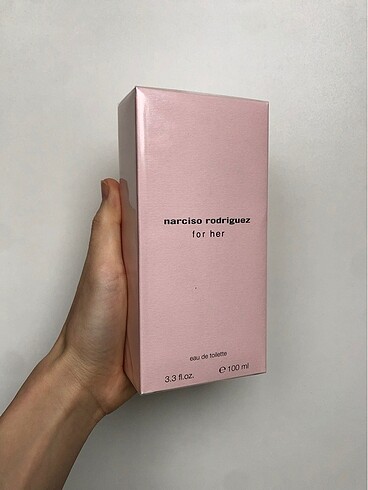 narciso rodriguez
for her
eau de toilette
3.3 fl.oz. ℮ 100 ml